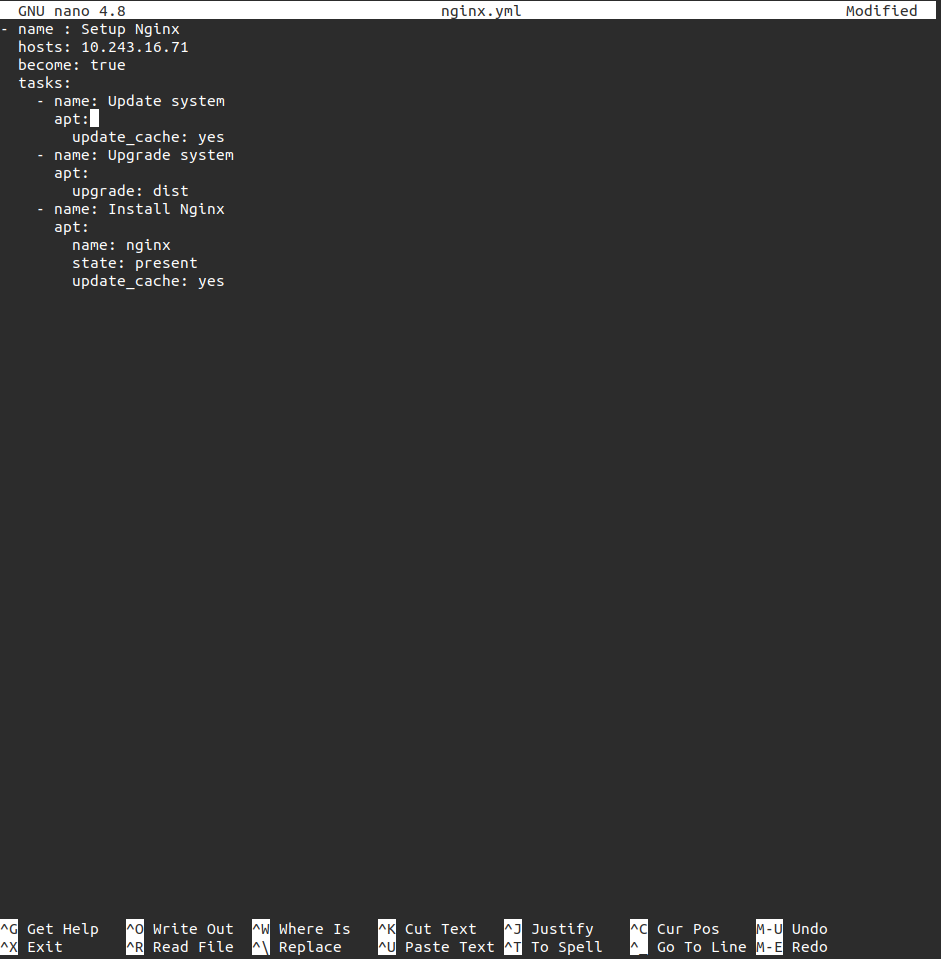 GNU nano 4.8 nginx.yml Modified
- name : Setup Nginx
  hosts: 10.243.16.71
  become: true
  tasks:
    - name: Update system
      apt:
        update_cache: yes
    - name: Upgrade system
      apt:
        upgrade: dist
    - name: Install Nginx
      apt:
        name: nginx
        state: present
        update_cache: yes
^G Get Help ^O Write Out ^W Where Is ^K Cut Text ^J Justify ^C Cur Pos M-U Undo
^X Exit ^R Read File ^\ Replace ^U Paste Text ^T To Spell ^_ Go To Line M-E Redo